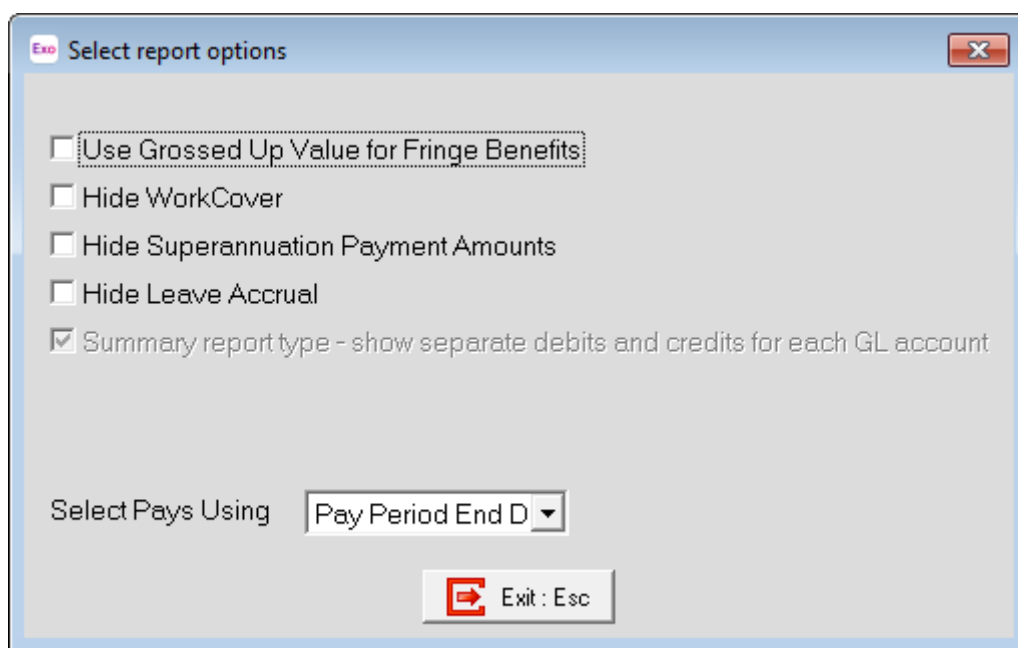 Exo Select report options
Use Grossed Up Value for Fringe Benefits
Hide WorkCover
Hide Superannuation Payment Amounts
Hide Leave Accrual
Summary report type - show separate debits and credits for each GL account
Select Pays Using Pay Period End D
Exit : Esc